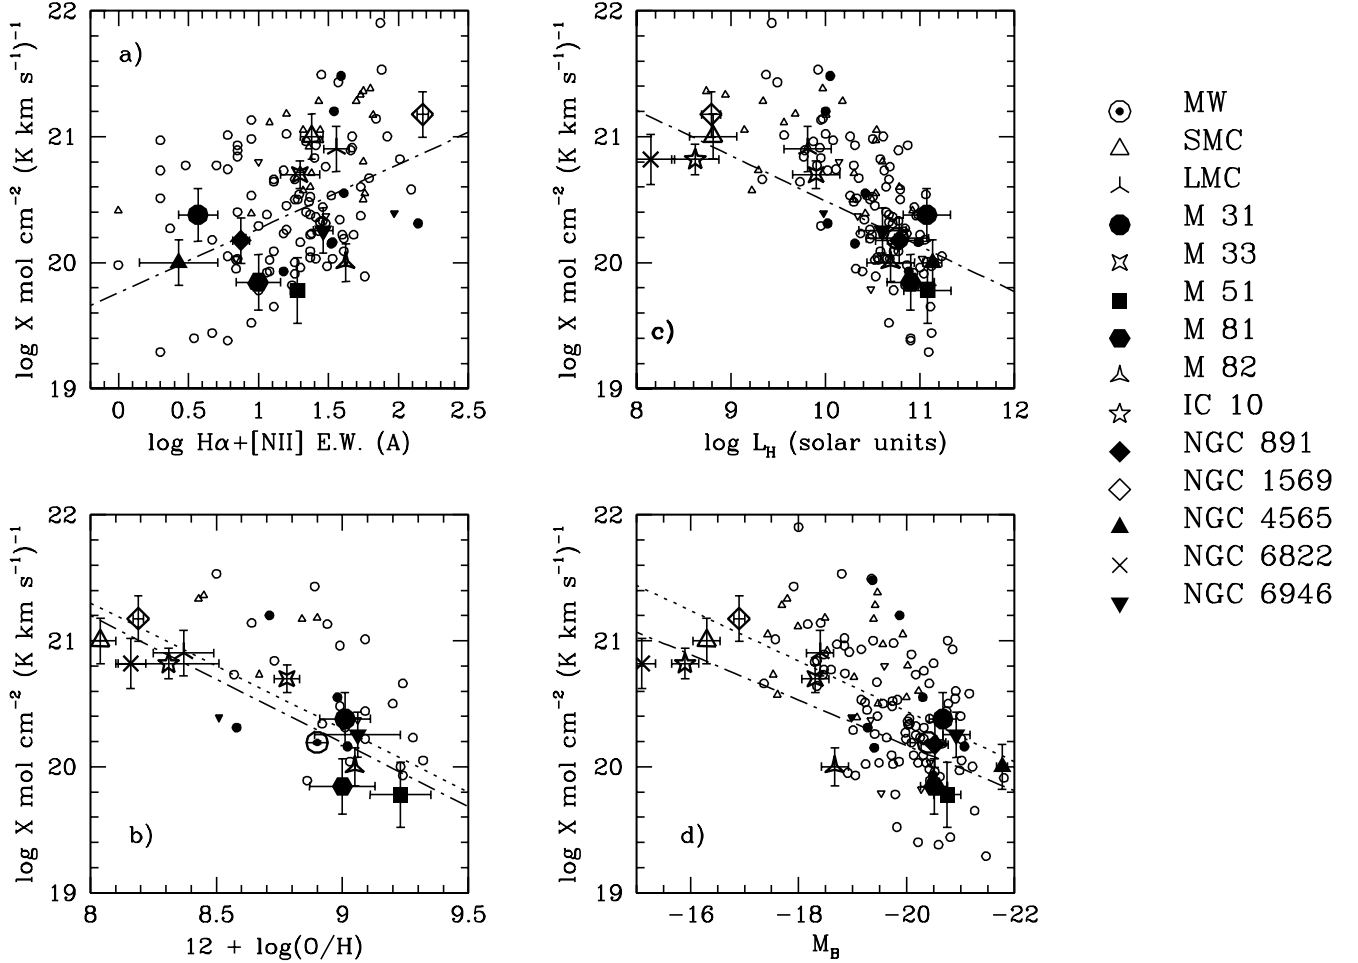 22
21
20
19
log X mol cm⁻² (K km s⁻¹)⁻¹
a)
0 0.5 1 1.5 2 2.5
log Hα+[NII] E.W. (A)
22
21
20
19
log X mol cm⁻² (K km s⁻¹)⁻¹
c)
8 9 10 11 12
log L_H (solar units)
22
21
20
19
log X mol cm⁻² (K km s⁻¹)⁻¹
b)
8 8.5 9 9.5
12 + log(O/H)
22
21
20
19
log X mol cm⁻² (K km s⁻¹)⁻¹
d)
-16 -18 -20 -22
M_B
MW
SMC
LMC
M 31
M 33
M 51
M 81
M 82
IC 10
NGC 891
NGC 1569
NGC 4565
NGC 6822
NGC 6946